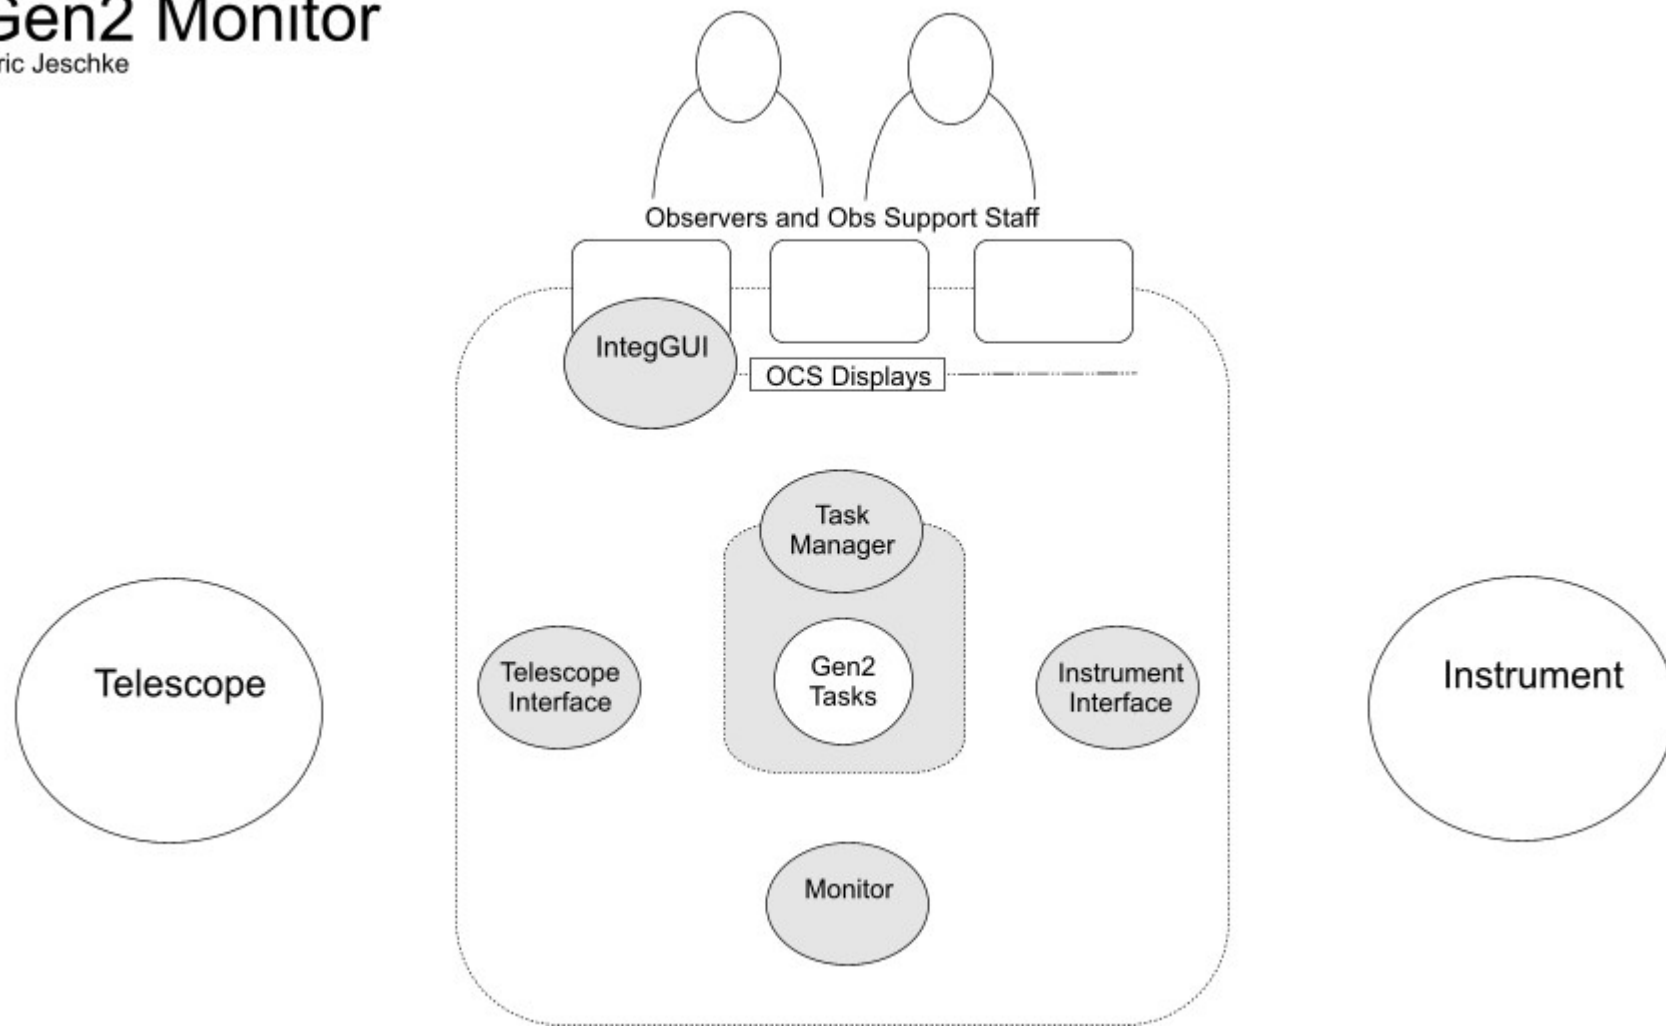 Gen2 Monitor
ric Jeschke
Observers and Obs Support Staff
IntegGUI
OCS Displays
Task
Manager
Telescope
Telescope
Interface
Gen2
Tasks
Instrument
Interface
Instrument
Monitor